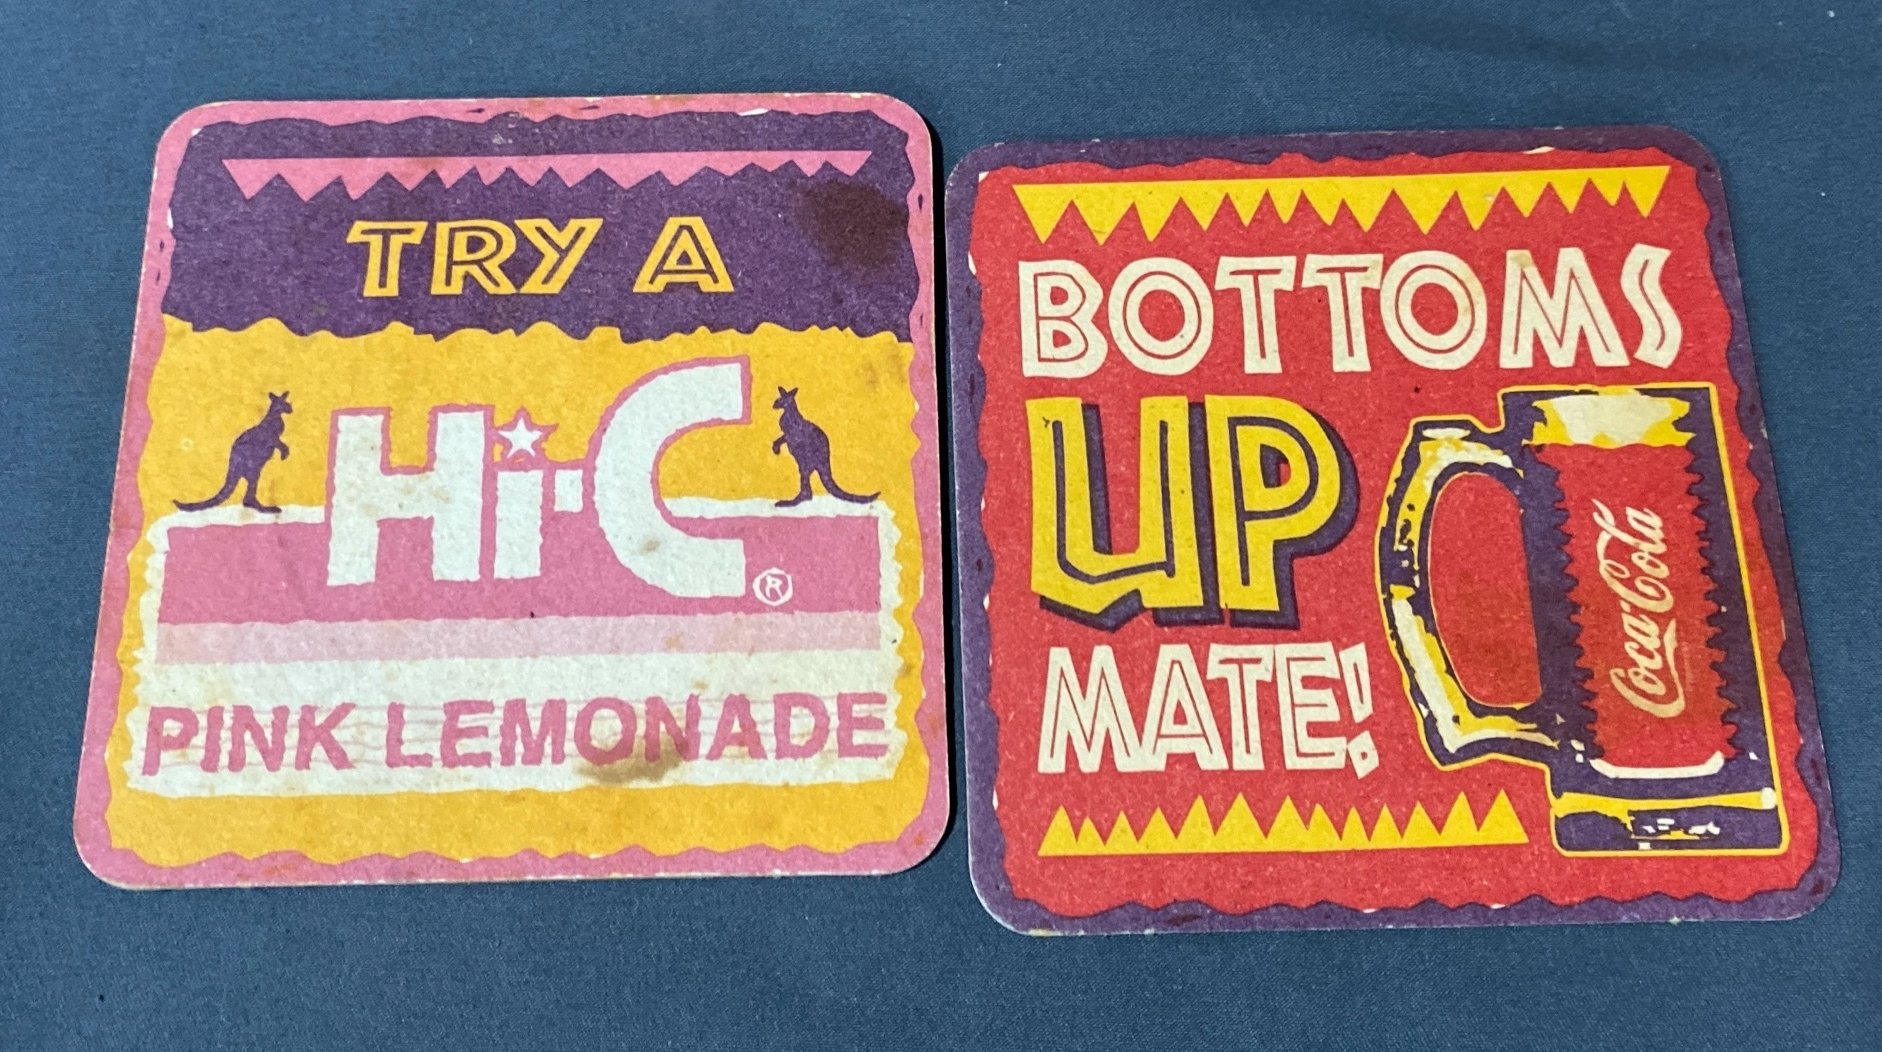 TRY A
Hi-C®
PINK LEMONADE
BOTTOMS
UP
MATE!
Coca-Cola